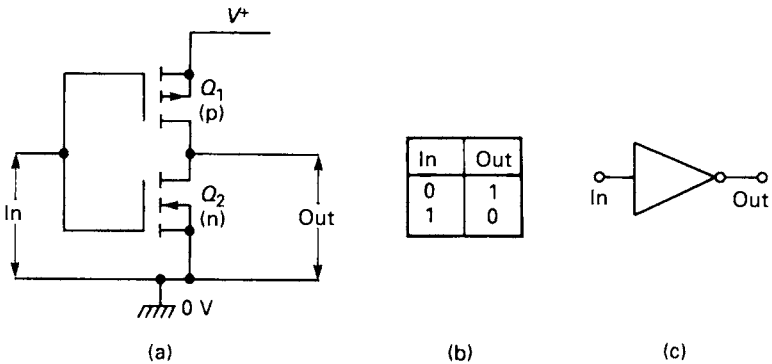 V+
Q1
(p)
Q2
(n)
In
Out
0 V
(a)
In Out
0 1
1 0
(b)
In
Out
(c)